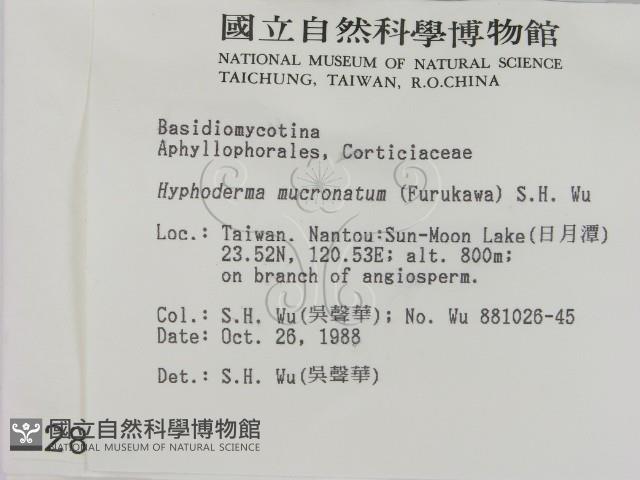 國立自然科學博物館
NATIONAL MUSEUM OF NATURAL SCIENCE
TAICHUNG, TAIWAN, R.O.CHINA
Basidiomycotina
Aphyllophorales, Corticiaceae
Hyphoderma mucronatum (Furukawa) S.H. Wu
Loc.: Taiwan. Nantou:Sun-Moon Lake(日月潭)
23.52N, 120.53E; alt. 800m;
on branch of angiosperm.
Col.: S.H. Wu(吳聲華); No. Wu 881026-45
Date: Oct. 26, 1988
Det.: S.H. Wu(吳聲華)
28
國立自然科學博物館
NATIONAL MUSEUM OF NATURAL SCIENCE